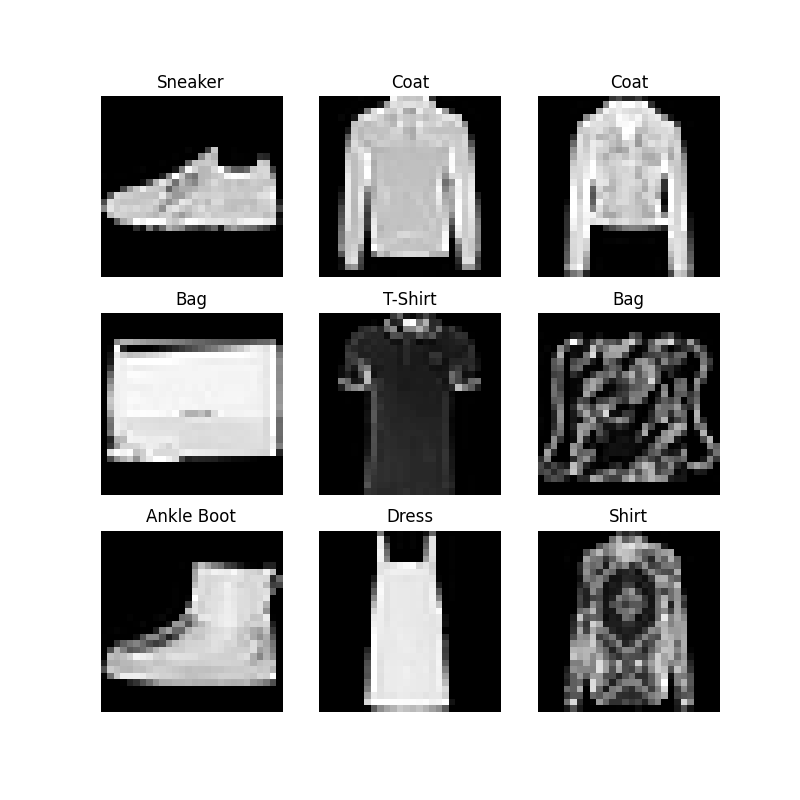 Sneaker
Coat
Coat
Bag
T-Shirt
Bag
Ankle Boot
Dress
Shirt